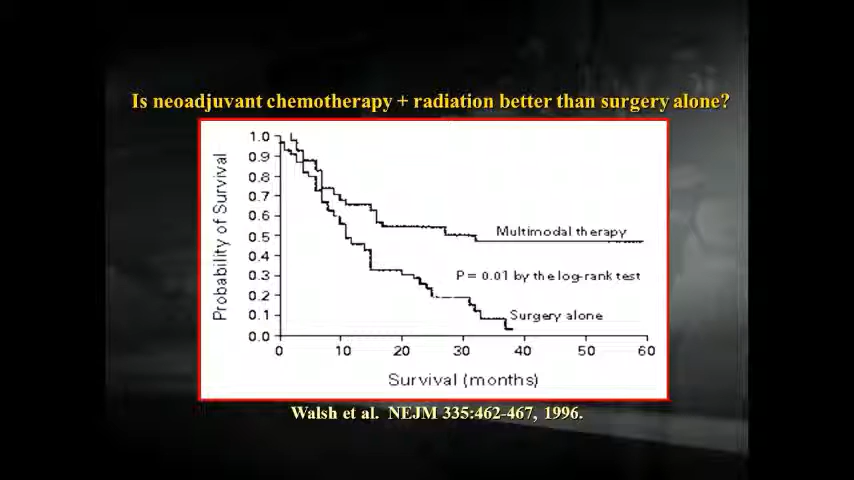 Is neoadjuvant chemotherapy + radiation better than surgery alone?
Probability of Survival
1.0
0.9
0.8
0.7
0.6
0.5
0.4
0.3
0.2
0.1
0.0
Multimodal therapy
P = 0.01 by the log-rank test
Surgery alone
0 10 20 30 40 50 60
Survival (months)
Walsh et al. NEJM 335:462-467, 1996.